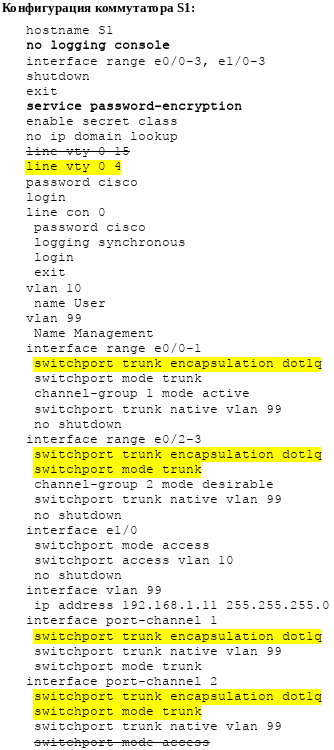 Конфигурация коммутатора S1:
hostname S1
no logging console
interface range e0/0-3, e1/0-3
shutdown
exit
service password-encryption
enable secret class
no ip domain lookup
line vty 0 15
line vty 0 4
password cisco
login
line con 0
password cisco
logging synchronous
login
exit
vlan 10
name User
vlan 99
Name Management
interface range e0/0-1
switchport trunk encapsulation dot1q
switchport mode trunk
channel-group 1 mode active
switchport trunk native vlan 99
no shutdown
interface range e0/2-3
switchport trunk encapsulation dot1q
switchport mode trunk
channel-group 2 mode desirable
switchport trunk native vlan 99
no shutdown
interface e1/0
switchport mode access
switchport access vlan 10
no shutdown
interface vlan 99
ip address 192.168.1.11 255.255.255.0
interface port-channel 1
switchport trunk encapsulation dot1q
switchport trunk native vlan 99
switchport mode trunk
interface port-channel 2
switchport trunk encapsulation dot1q
switchport mode trunk
switchport trunk native vlan 99
switchport mode access